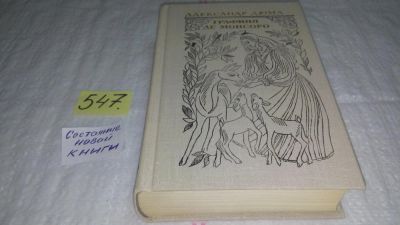 547.
Состояние
новой
книги
АЛЕКСАНДР ДЮМА
ГРАФИНЯ
ДЕ МОНСОРО